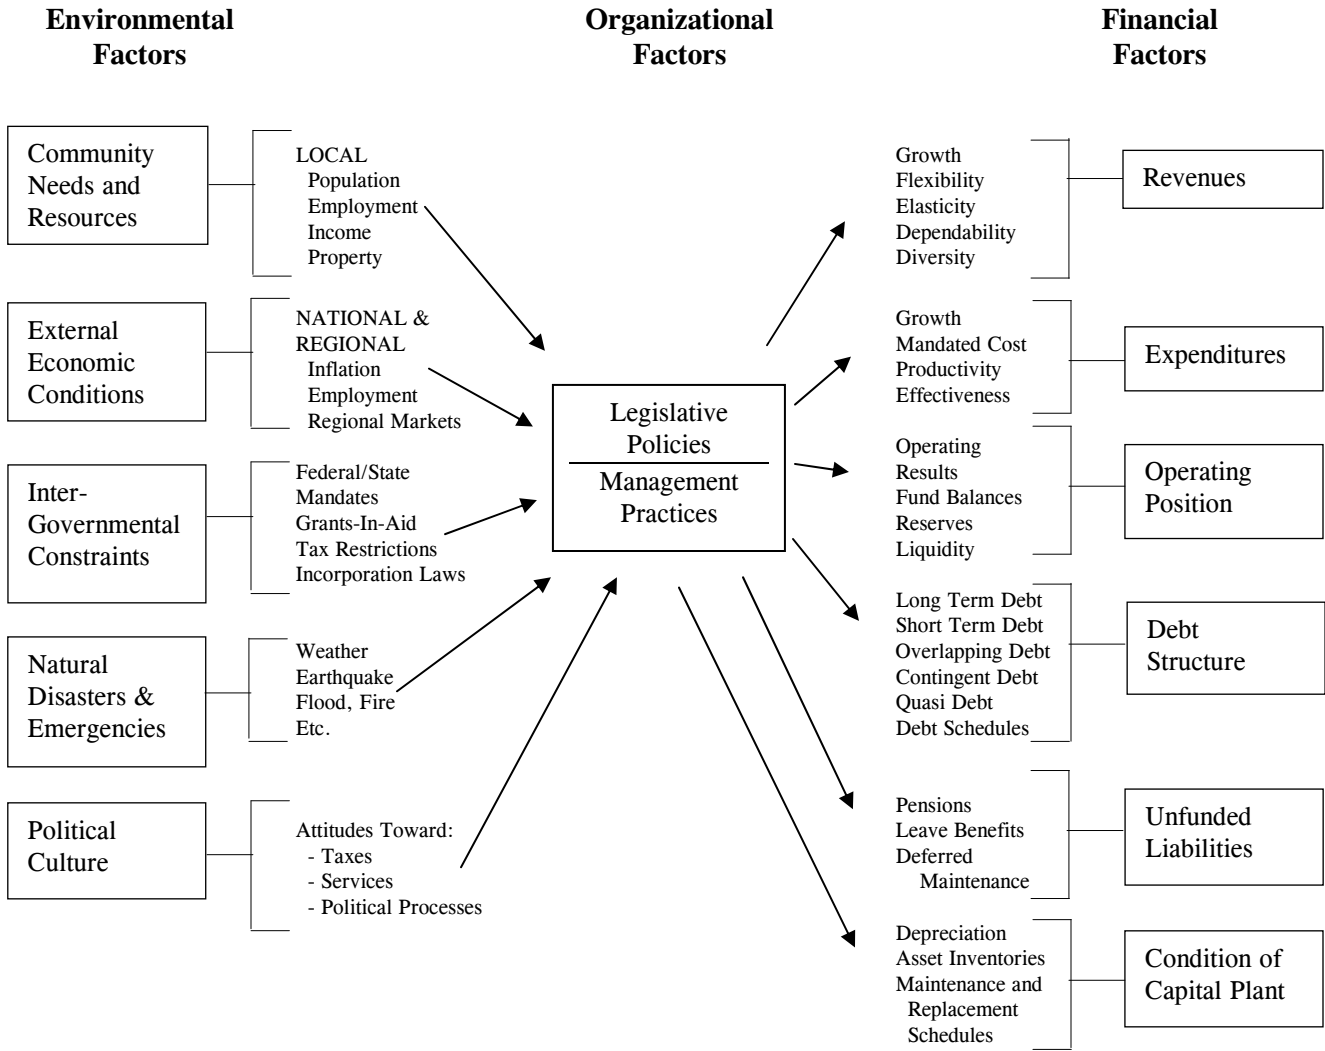 Environmental
Factors
Organizational
Factors
Financial
Factors
Community
Needs and
Resources
LOCAL
Population
Employment
Income
Property
External
Economic
Conditions
NATIONAL &
REGIONAL
Inflation
Employment
Regional Markets
Inter-
Governmental
Constraints
Federal/State
Mandates
Grants-In-Aid
Tax Restrictions
Incorporation Laws
Natural
Disasters &
Emergencies
Weather
Earthquake
Flood, Fire
Etc.
Political
Culture
Attitudes Toward:
- Taxes
- Services
- Political Processes
Legislative
Policies
Management
Practices
Growth
Flexibility
Elasticity
Dependability
Diversity
Revenues
Growth
Mandated Cost
Productivity
Effectiveness
Expenditures
Operating
Results
Fund Balances
Reserves
Liquidity
Operating
Position
Long Term Debt
Short Term Debt
Overlapping Debt
Contingent Debt
Quasi Debt
Debt Schedules
Debt
Structure
Pensions
Leave Benefits
Deferred
Maintenance
Unfunded
Liabilities
Depreciation
Asset Inventories
Maintenance and
Replacement
Schedules
Condition of
Capital Plant